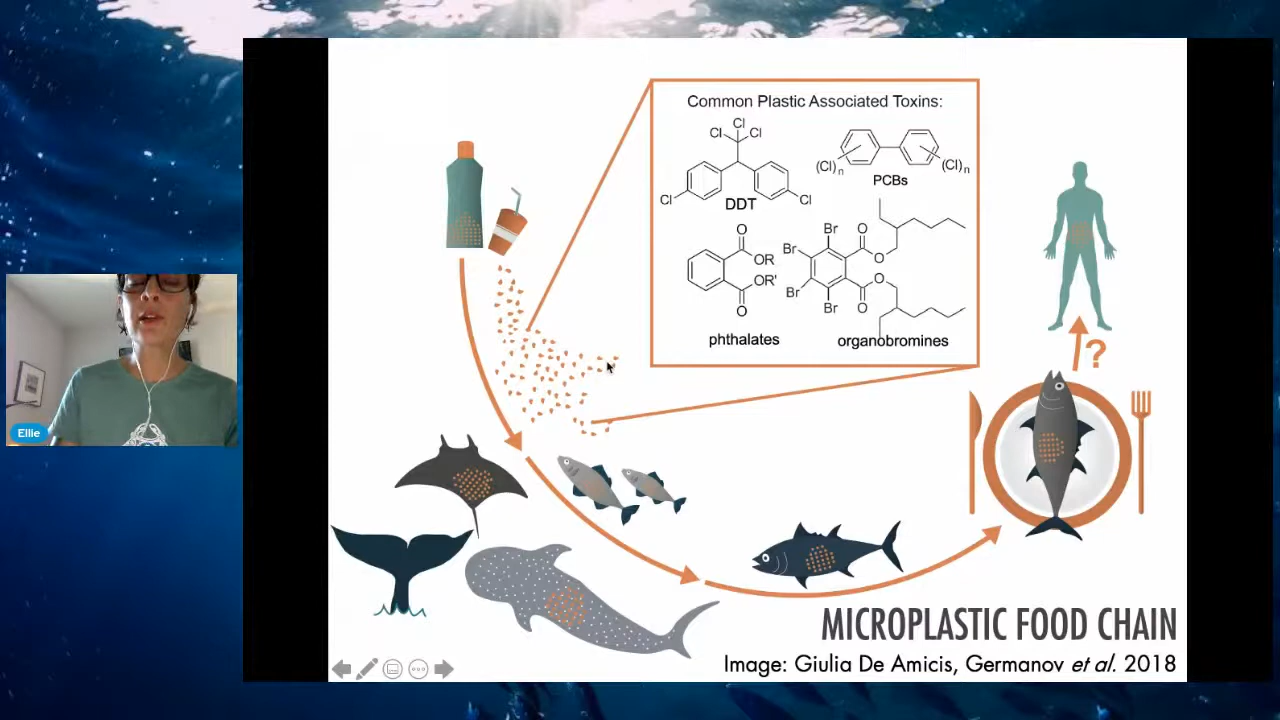 Common Plastic Associated Toxins:
Cl
Cl Cl
Cl Cl
DDT
(Cl)n (Cl)n
PCBs
O
OR
OR'
O
phthalates
Br
Br
Br
Br
O
O
O
O
organobromines
?
Ellie
MICROPLASTIC FOOD CHAIN
Image: Giulia De Amicis, Germanov et al. 2018